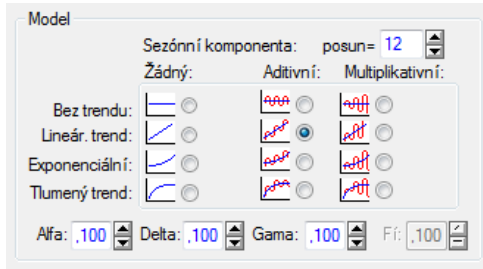 Model
Sezónní komponenta: posun= 12
Žádný: Aditivní: Multiplikativní:
Bez trendu:
Lineár. trend:
Exponenciální:
Tlumený trend:
Alfa: ,100 Delta: ,100 Gama: ,100 Fí: ,100